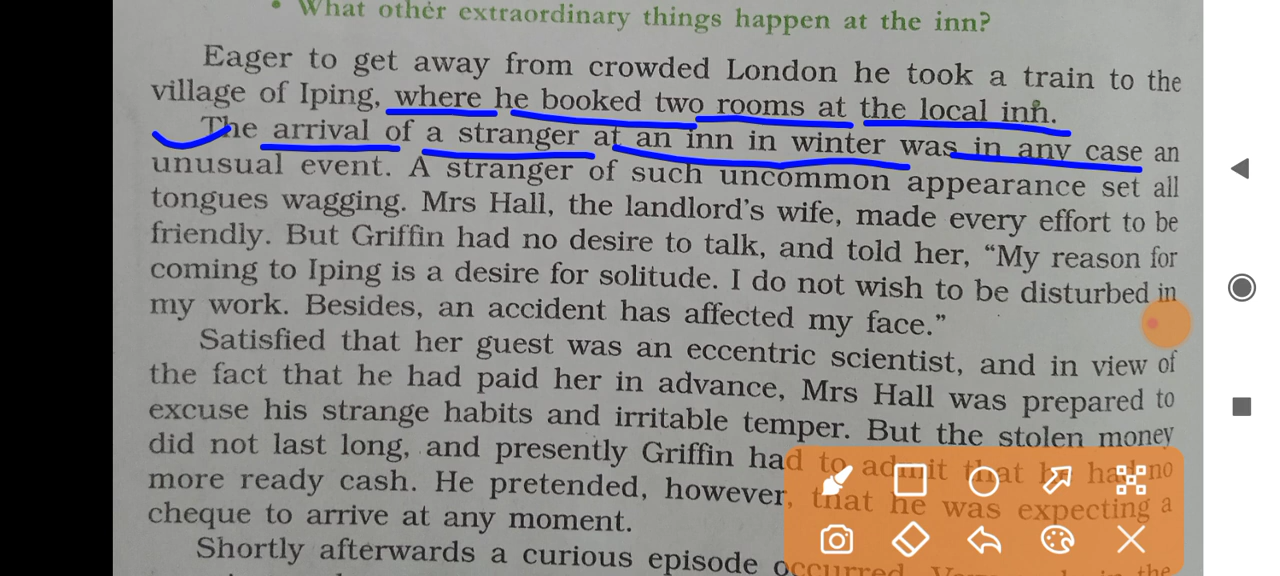 • What other extraordinary things happen at the inn?
Eager to get away from crowded London he took a train to the
village of Iping, where he booked two rooms at the local inn.
The arrival of a stranger at an inn in winter was in any case an
unusual event. A stranger of such uncommon appearance set all
tongues wagging. Mrs Hall, the landlord's wife, made every effort to be
friendly. But Griffin had no desire to talk, and told her, “My reason for
coming to Iping is a desire for solitude. I do not wish to be disturbed in
my work. Besides, an accident has affected my face.”
Satisfied that her guest was an eccentric scientist, and in view of
the fact that he had paid her in advance, Mrs Hall was prepared to
excuse his strange habits and irritable temper. But the stolen money
did not last long, and presently Griffin had to admit that he had no
more ready cash. He pretended, however, that he was expecting a
cheque to arrive at any moment.
Shortly afterwards a curious episode occurred.